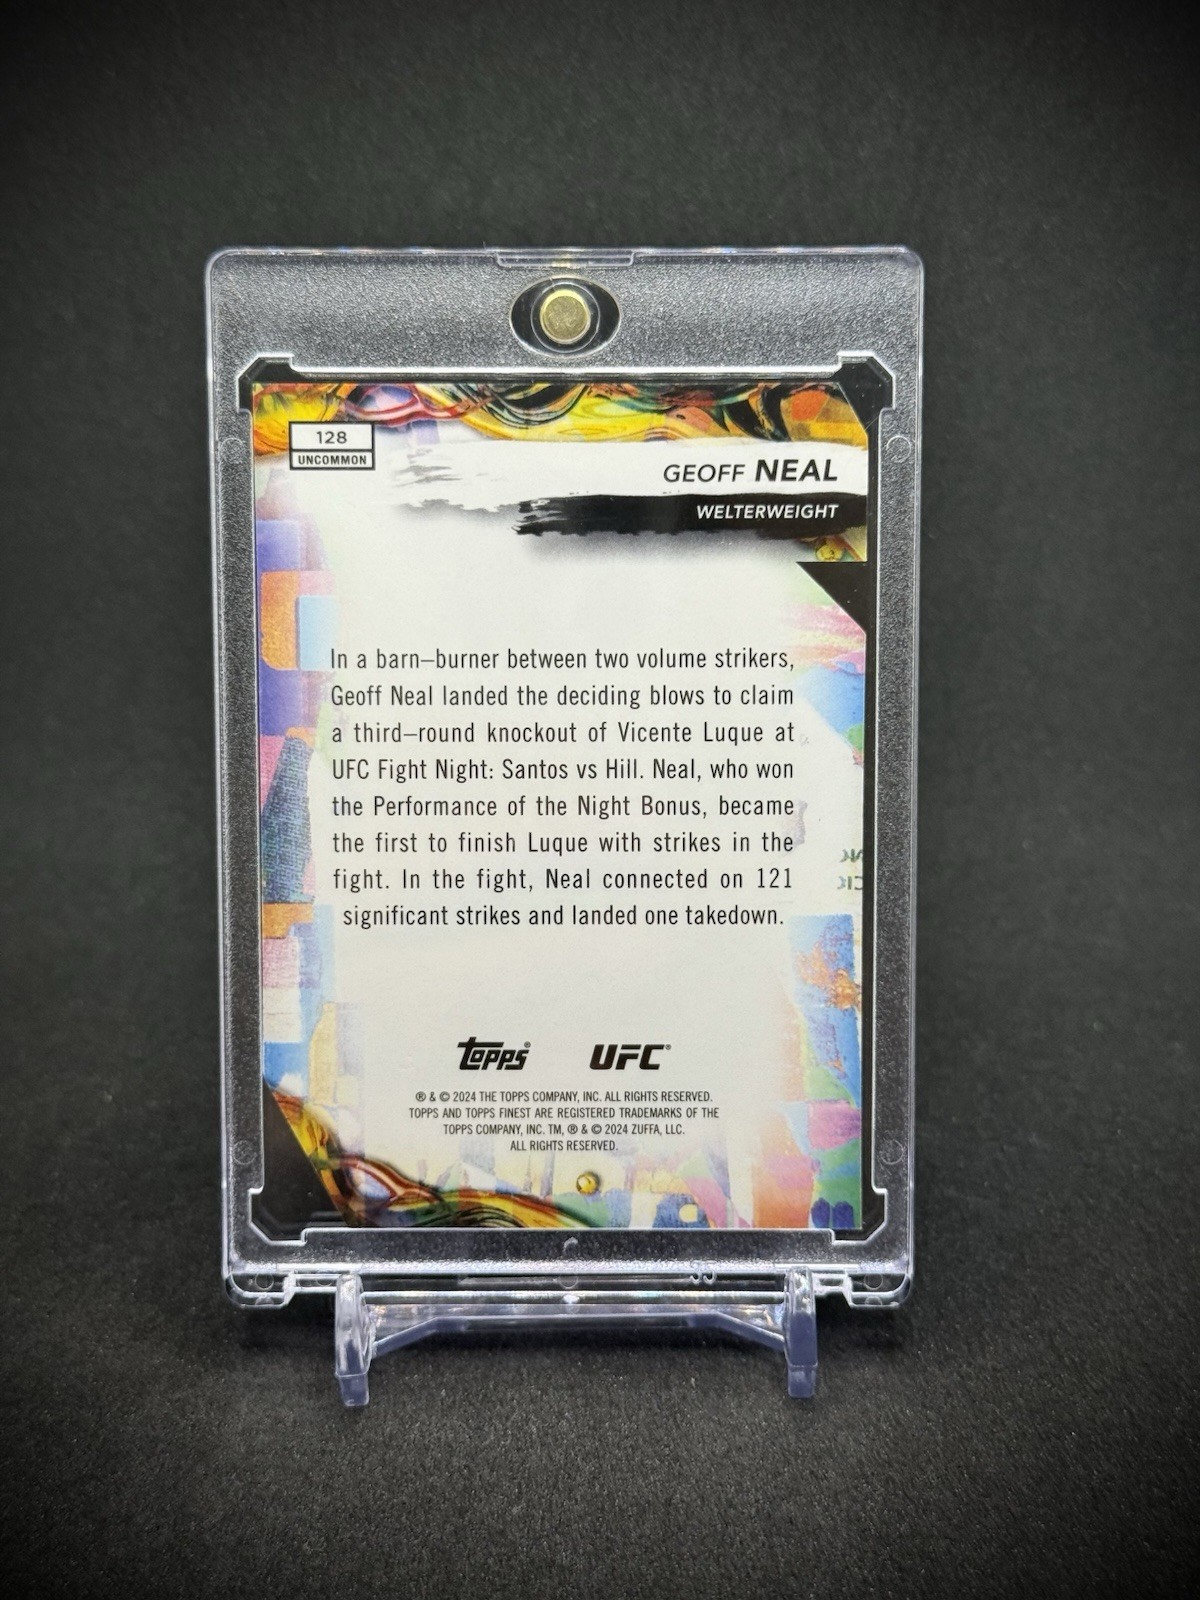 128
UNCOMMON
GEOFF NEAL
WELTERWEIGHT
In a barn–burner between two volume strikers,
Geoff Neal landed the deciding blows to claim
a third–round knockout of Vicente Luque at
UFC Fight Night: Santos vs Hill. Neal, who won
the Performance of the Night Bonus, became
the first to finish Luque with strikes in the
fight. In the fight, Neal connected on 121
significant strikes and landed one takedown.
Topps® UFC®
® & © 2024 THE TOPPS COMPANY, INC. ALL RIGHTS RESERVED.
TOPPS AND TOPPS FINEST ARE REGISTERED TRADEMARKS OF THE
TOPPS COMPANY, INC. TM, ® & © 2024 ZUFFA, LLC.
ALL RIGHTS RESERVED.